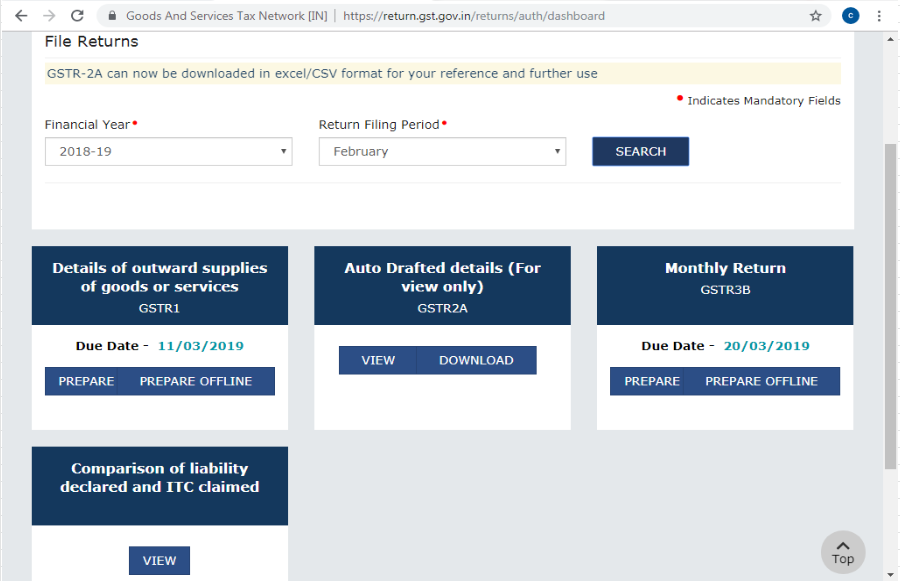 Goods And Services Tax Network [IN] | https://return.gst.gov.in/returns/auth/dashboard
c
File Returns
GSTR-2A can now be downloaded in excel/CSV format for your reference and further use
• Indicates Mandatory Fields
Financial Year•
Return Filing Period•
2018-19
February
SEARCH
Details of outward supplies
of goods or services
GSTR1
Due Date - 11/03/2019
PREPARE
PREPARE OFFLINE
Auto Drafted details (For
view only)
GSTR2A
VIEW
DOWNLOAD
Monthly Return
GSTR3B
Due Date - 20/03/2019
PREPARE
PREPARE OFFLINE
Comparison of liability
declared and ITC claimed
VIEW
Top